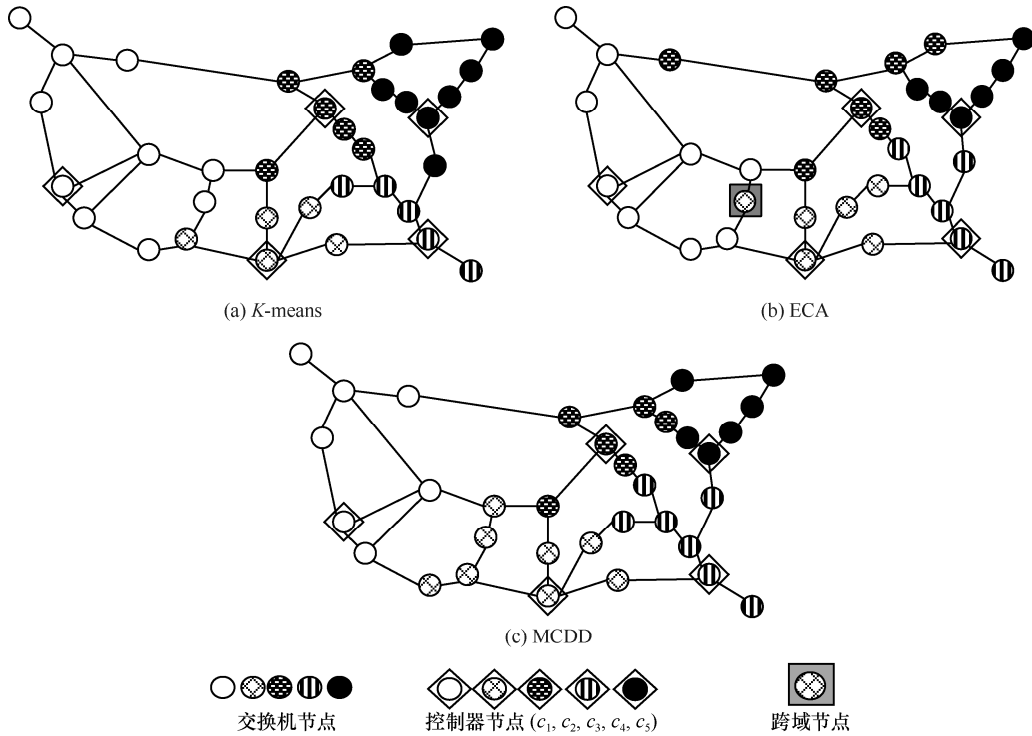 (a) K-means
(b) ECA
(c) MCDD
交换机节点
控制器节点 (c₁, c₂, c₃, c₄, c₅)
跨域节点